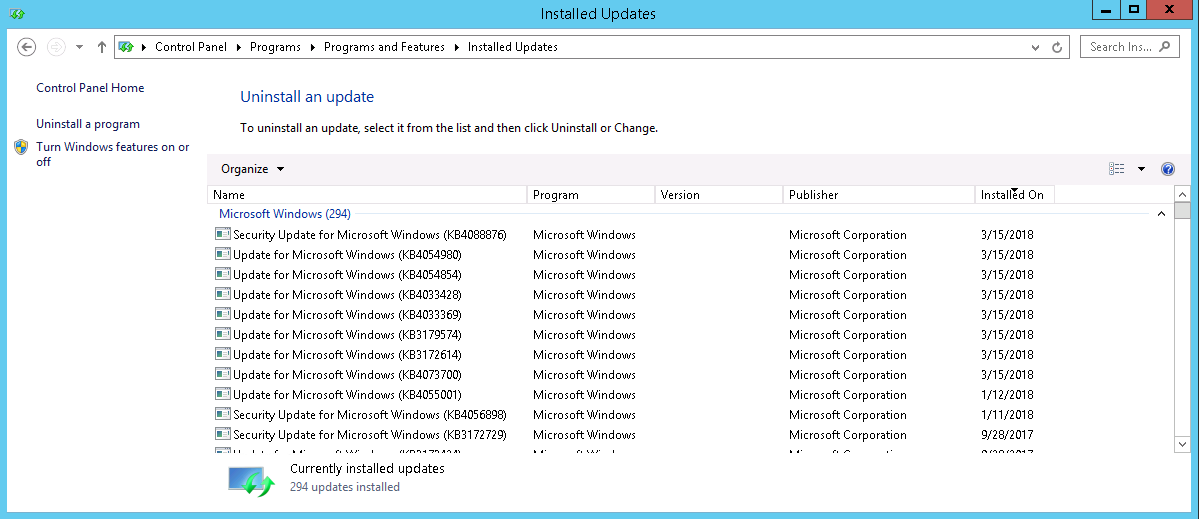 Installed Updates
Control Panel Programs Programs and Features Installed Updates Search Ins...
Control Panel Home
Uninstall a program
Turn Windows features on or off
Uninstall an update
To uninstall an update, select it from the list and then click Uninstall or Change.
Organize
Name Program Version Publisher Installed On
Microsoft Windows (294)
Security Update for Microsoft Windows (KB4088876) Microsoft Windows Microsoft Corporation 3/15/2018
Update for Microsoft Windows (KB4054980) Microsoft Windows Microsoft Corporation 3/15/2018
Update for Microsoft Windows (KB4054854) Microsoft Windows Microsoft Corporation 3/15/2018
Update for Microsoft Windows (KB4033428) Microsoft Windows Microsoft Corporation 3/15/2018
Update for Microsoft Windows (KB4033369) Microsoft Windows Microsoft Corporation 3/15/2018
Update for Microsoft Windows (KB3179574) Microsoft Windows Microsoft Corporation 3/15/2018
Update for Microsoft Windows (KB3172614) Microsoft Windows Microsoft Corporation 3/15/2018
Update for Microsoft Windows (KB4073700) Microsoft Windows Microsoft Corporation 3/15/2018
Update for Microsoft Windows (KB4055001) Microsoft Windows Microsoft Corporation 1/12/2018
Security Update for Microsoft Windows (KB4056898) Microsoft Windows Microsoft Corporation 1/11/2018
Security Update for Microsoft Windows (KB3172729) Microsoft Windows Microsoft Corporation 9/28/2017
Currently installed updates
294 updates installed